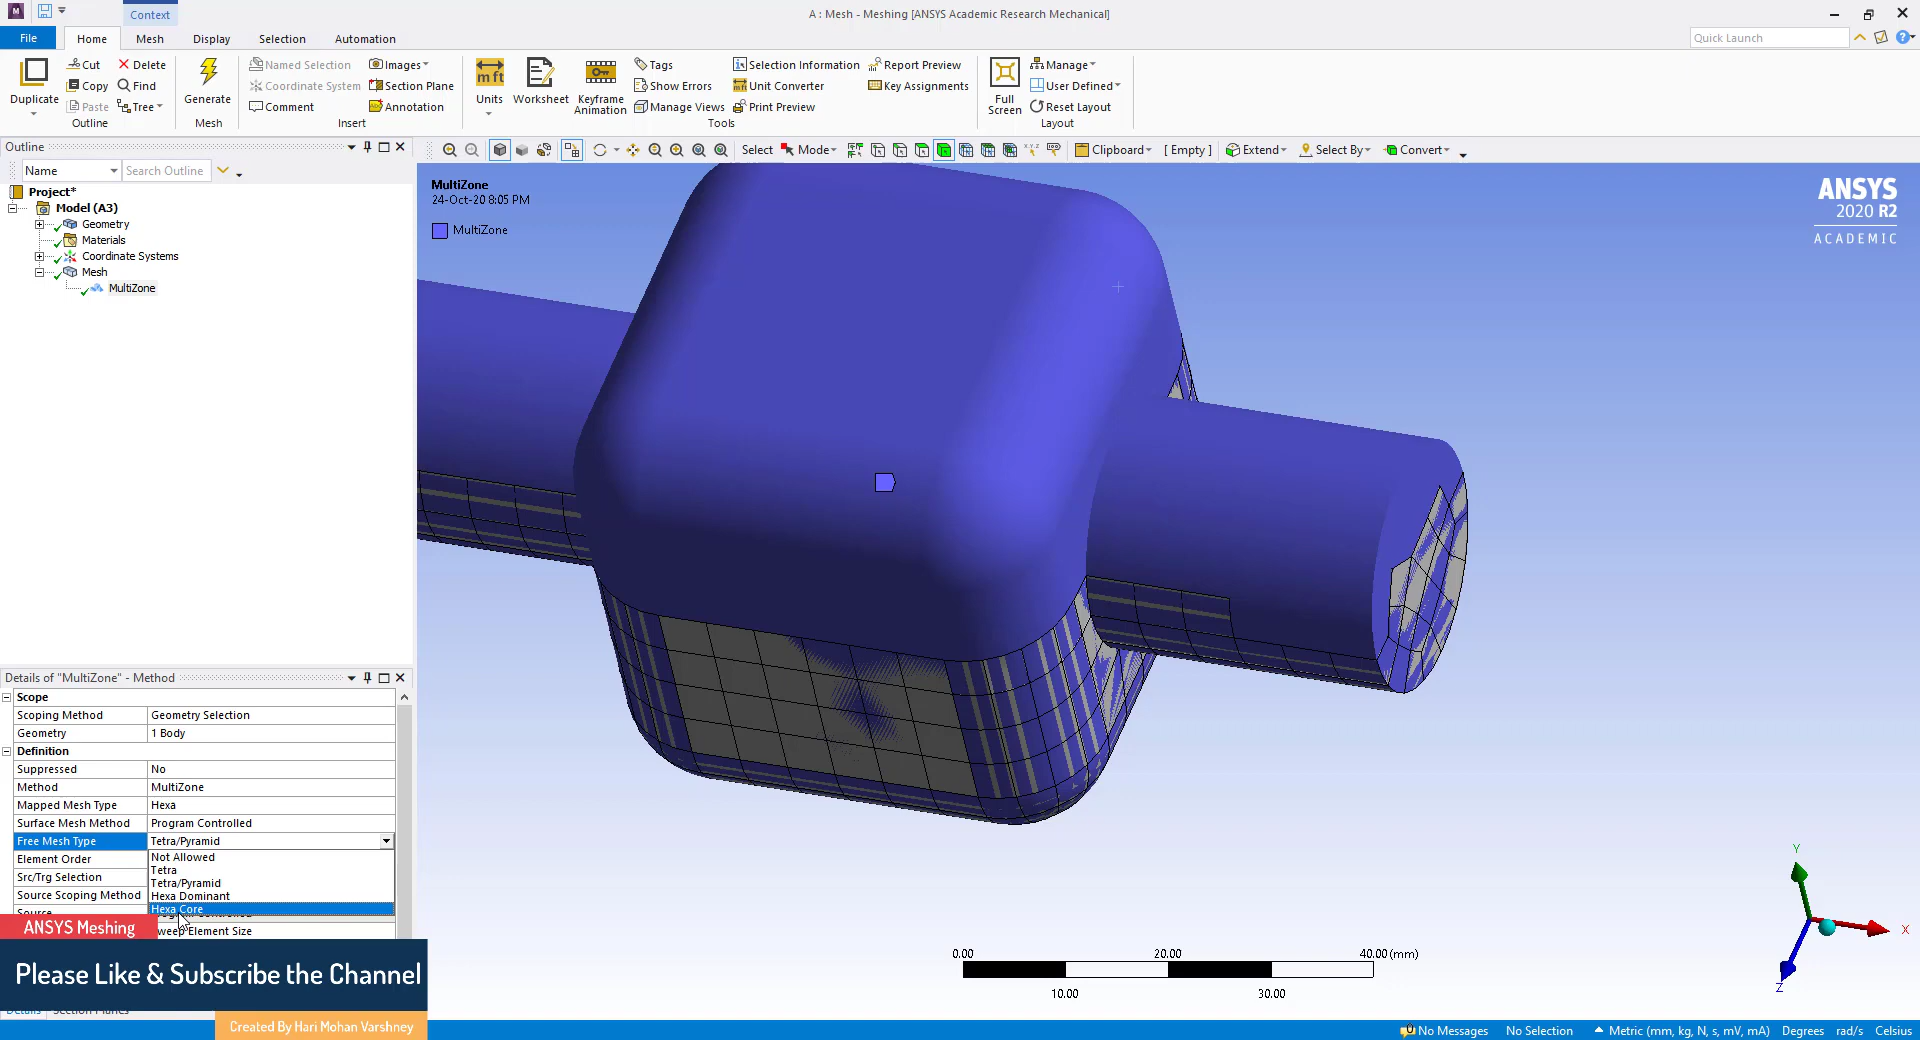 Context
A : Mesh - Meshing [ANSYS Academic Research Mechanical]
File Home Mesh Display Selection Automation
Quick Launch
Duplicate
Cut
Copy
Paste
Delete
Find
Tree
Outline
Generate
Mesh
Named Selection
Coordinate System
Comment
Images
Section Plane
Annotation
Insert
mft
Units
Worksheet
Keyframe
Animation
Tags
Show Errors
Manage Views
Selection Information
Unit Converter
Print Preview
Report Preview
Key Assignments
Tools
Full
Screen
Manage
User Defined
Reset Layout
Layout
Outline
Name
Search Outline
Select Mode Clipboard [ Empty ] Extend Select By Convert
Project*
Model (A3)
Geometry
Materials
Coordinate Systems
Mesh
MultiZone
MultiZone
24-Oct-20 8:05 PM
MultiZone
ANSYS
2020 R2
ACADEMIC
Details of "MultiZone" - Method
Scope
Scoping Method Geometry Selection
Geometry 1 Body
Definition
Suppressed No
Method MultiZone
Mapped Mesh Type Hexa
Surface Mesh Method Program Controlled
Free Mesh Type Tetra/Pyramid
Element Order
Src/Trg Selection
Source Scoping Method
Source
Not Allowed
Tetra
Tetra/Pyramid
Hexa Dominant
Hexa Core
weep Element Size
ANSYS Meshing
Please Like & Subscribe the Channel
Created By Hari Mohan Varshney
0.00 20.00 40.00 (mm)
10.00 30.00
Y
X
Z
No Messages No Selection Metric (mm, kg, N, s, mV, mA) Degrees rad/s Celsius